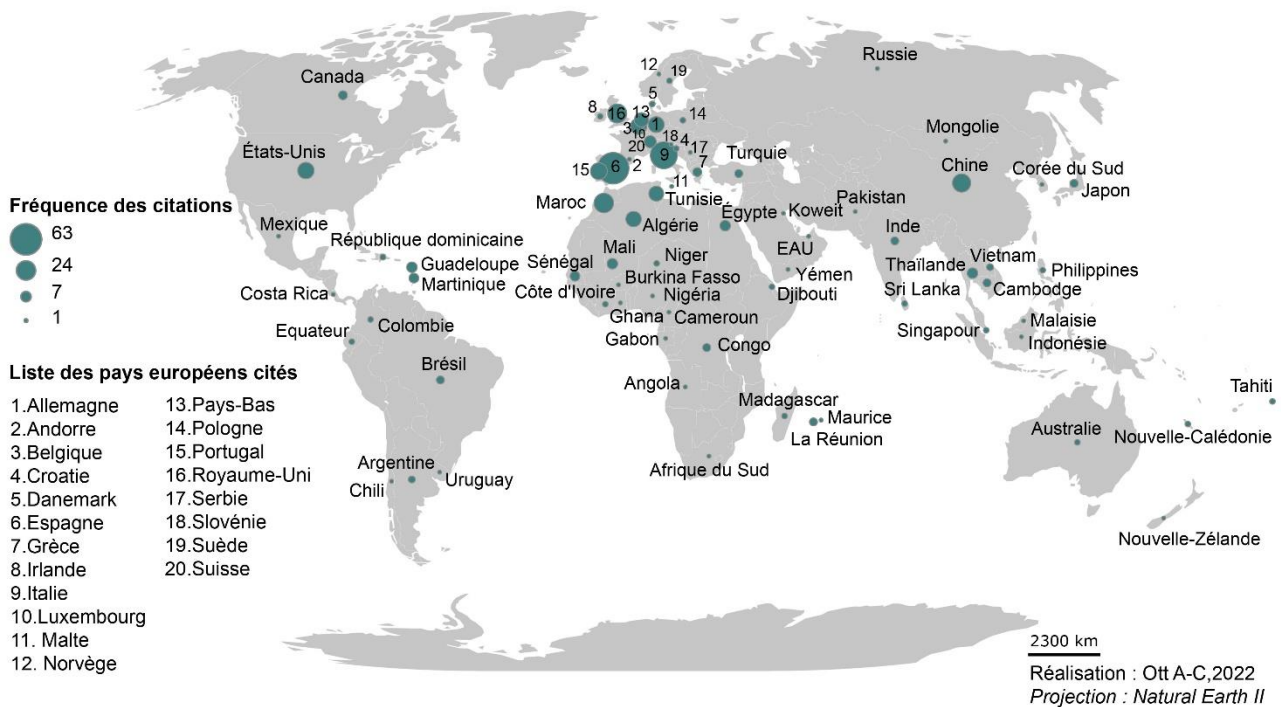 Russie
12
19
Canada
5
8
16
13
14
3
1
Mongolie
10
18
4
20
9
17
États-Unis
6
2
7
Turquie
Chine
Corée du Sud
15
11
Japon
Fréquence des citations
Maroc
Tunisie
Pakistan
63
Mexique
Algérie
Égypte
Koweit
Inde
République dominicaine
24
Mali
Niger
EAU
Vietnam
Sénégal
Thaïlande
Philippines
Guadeloupe
Burkina Fasso
Yémen
7
Martinique
Côte d'Ivoire
Nigéria
Djibouti
Sri Lanka
Cambodge
Costa Rica
1
Ghana
Cameroun
Malaisie
Equateur
Colombie
Singapour
Gabon
Congo
Indonésie
Brésil
Liste des pays européens cités
Angola
Tahiti
1.Allemagne
13.Pays-Bas
Madagascar
2.Andorre
14.Pologne
Maurice
Australie
3.Belgique
15.Portugal
La Réunion
Nouvelle-Calédonie
4.Croatie
16.Royaume-Uni
Argentine
Afrique du Sud
5.Danemark
17.Serbie
Chili
Uruguay
6.Espagne
18.Slovénie
7.Grèce
19.Suède
Nouvelle-Zélande
8.Irlande
20.Suisse
9.Italie
10.Luxembourg
11. Malte
12. Norvège
2300 km
Réalisation : Ott A-C,2022
Projection : Natural Earth II